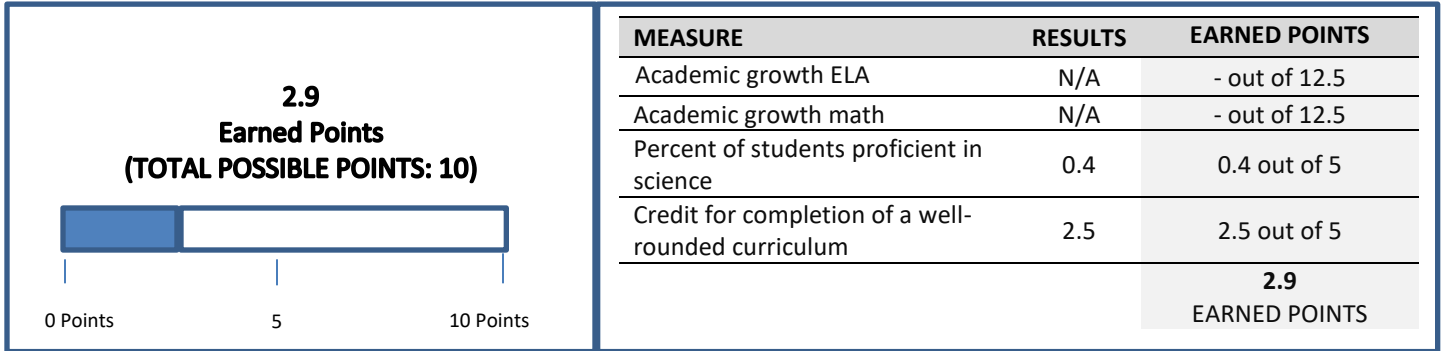 2.9
Earned Points
(TOTAL POSSIBLE POINTS: 10)
0 Points 5 10 Points
MEASURE RESULTS EARNED POINTS
Academic growth ELA N/A - out of 12.5
Academic growth math N/A - out of 12.5
Percent of students proficient in
science 0.4 0.4 out of 5
Credit for completion of a well-
rounded curriculum 2.5 2.5 out of 5
2.9
EARNED POINTS